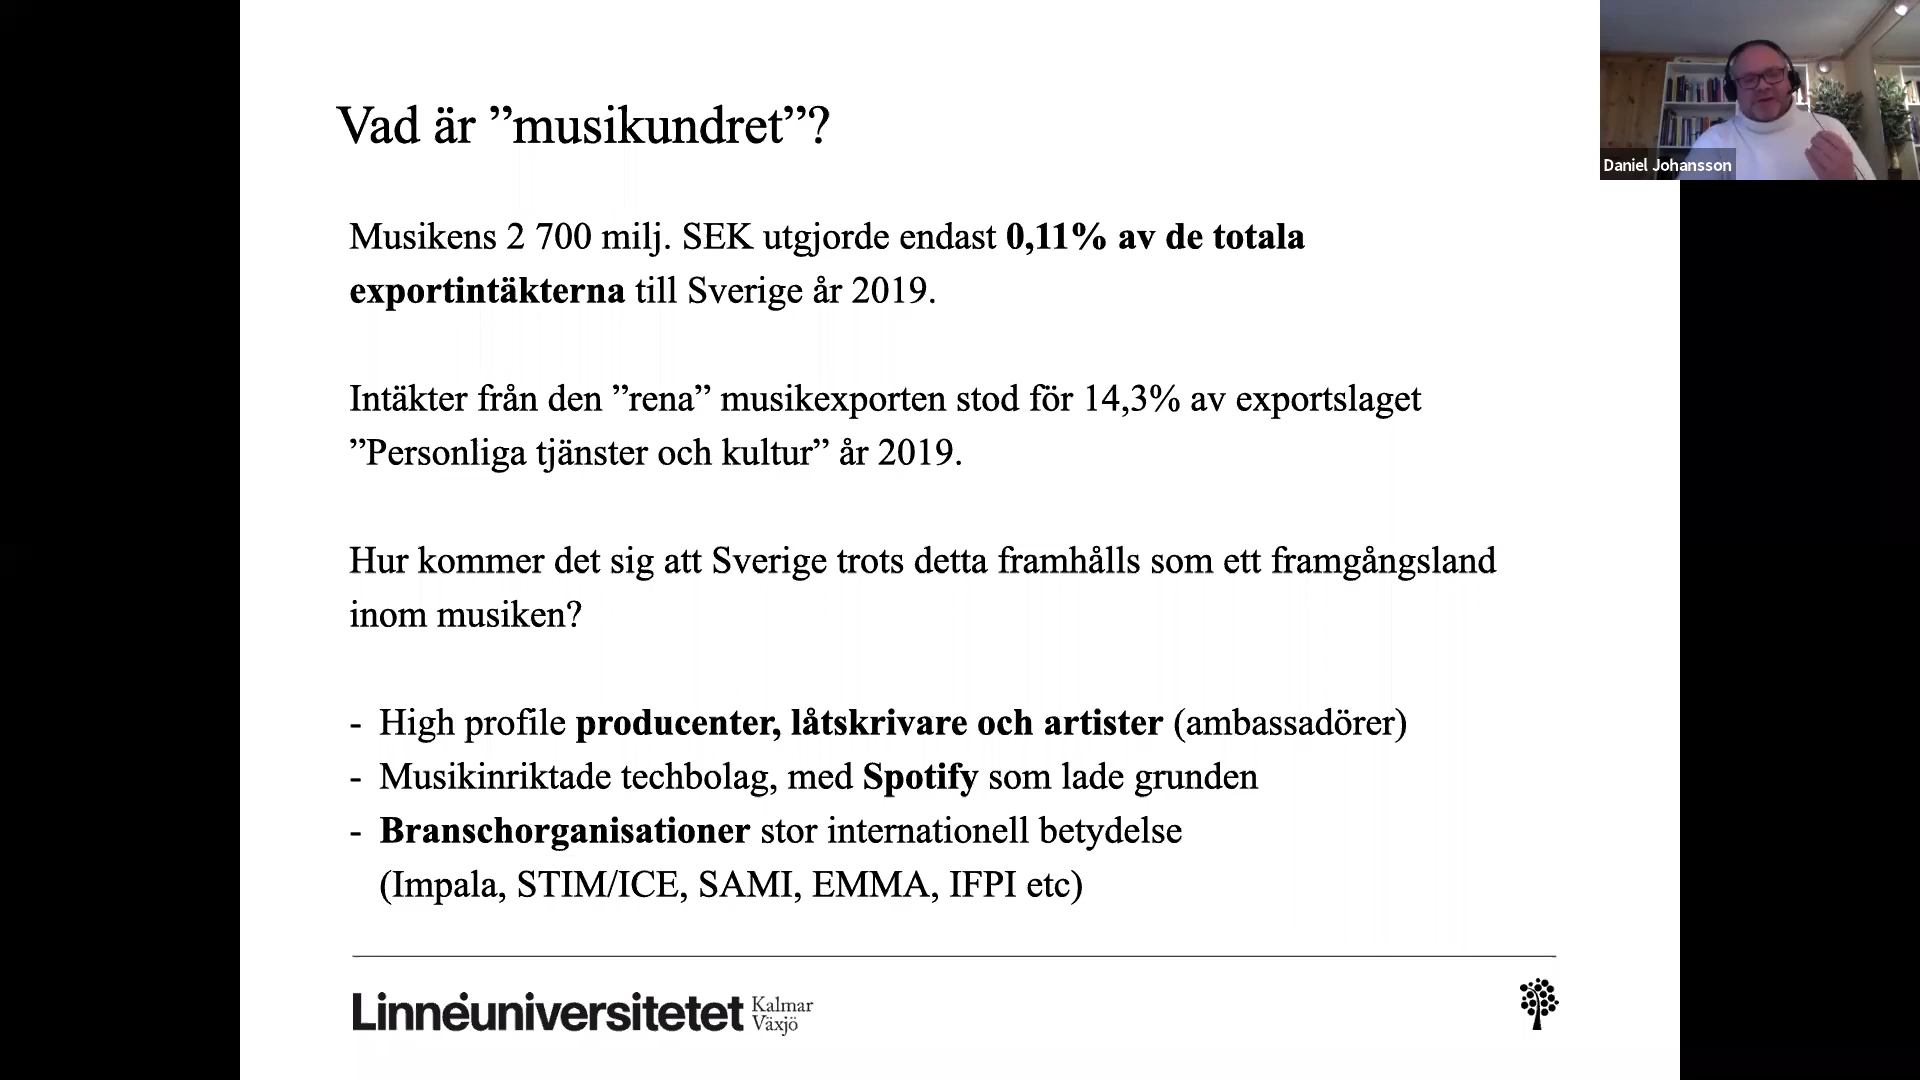 Vad är ”musikundret”?
Daniel Johansson
Musikens 2 700 milj. SEK utgjorde endast 0,11% av de totala
exportintäkterna till Sverige år 2019.
Intäkter från den ”rena” musikexporten stod för 14,3% av exportslaget
”Personliga tjänster och kultur” år 2019.
Hur kommer det sig att Sverige trots detta framhålls som ett framgångsland
inom musiken?
- High profile producenter, låtskrivare och artister (ambassadörer)
- Musikinriktade techbolag, med Spotify som lade grunden
- Branschorganisationer stor internationell betydelse
(Impala, STIM/ICE, SAMI, EMMA, IFPI etc)
Linnéuniversitetet
Kalmar
Växjö